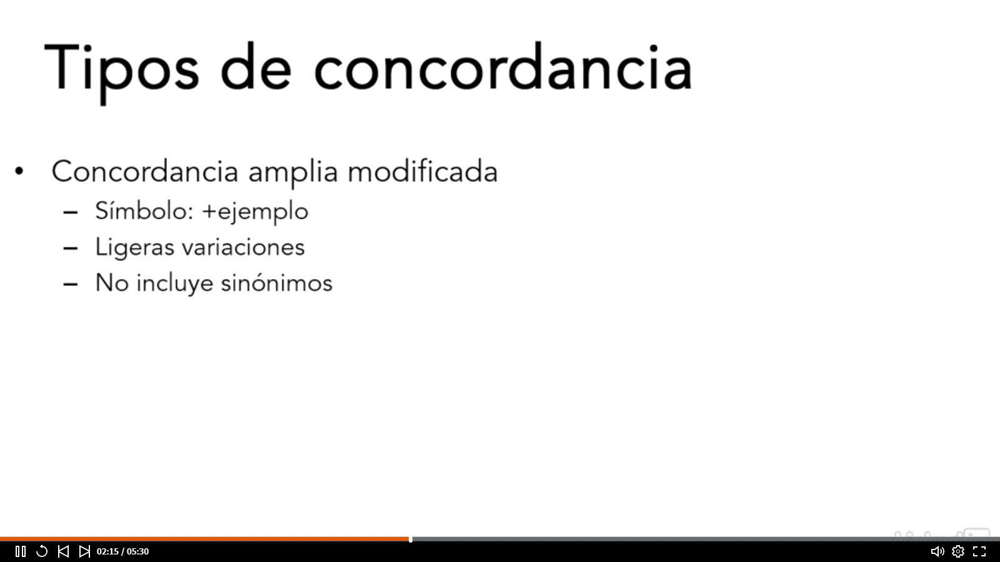 Tipos de concordancia
• Concordancia amplia modificada
– Símbolo: +ejemplo
– Ligeras variaciones
– No incluye sinónimos
02:15 / 05:30